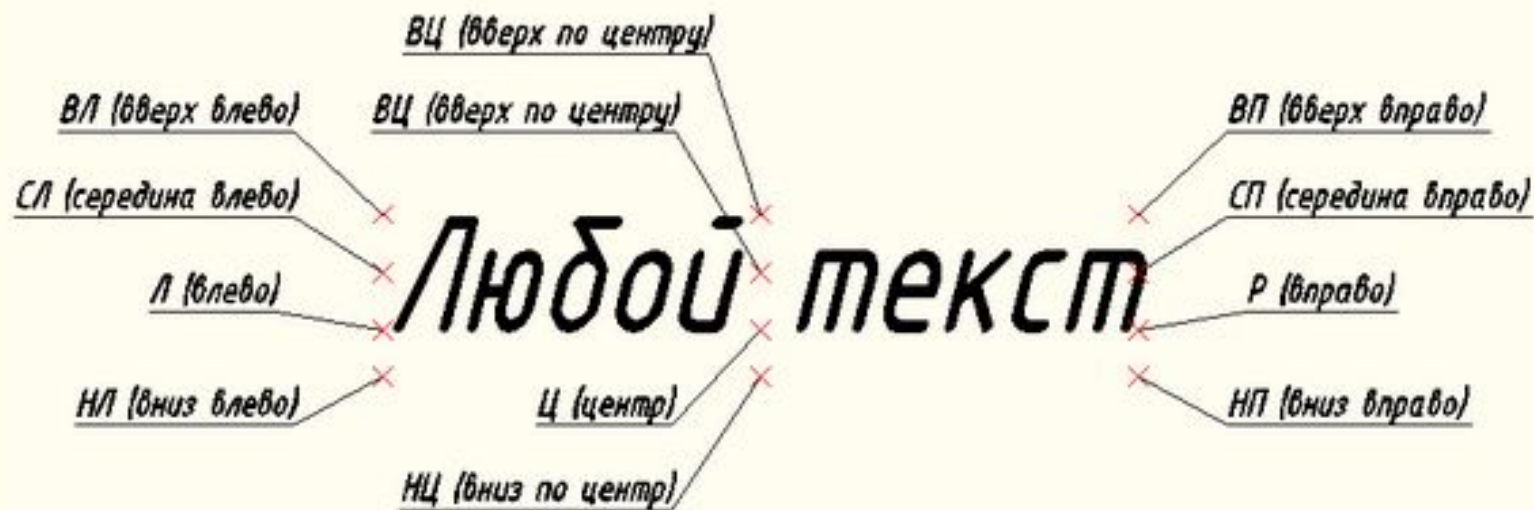 ВЦ (вверх по центру)
ВЛ (вверх влево)
ВЦ (вверх по центру)
ВП (вверх вправо)
СЛ (середина влево)
СП (середина вправо)
Любой текст
Л (влево)
Р (вправо)
НЛ (вниз влево)
Ц (центр)
НП (вниз вправо)
НЦ (вниз по центр)